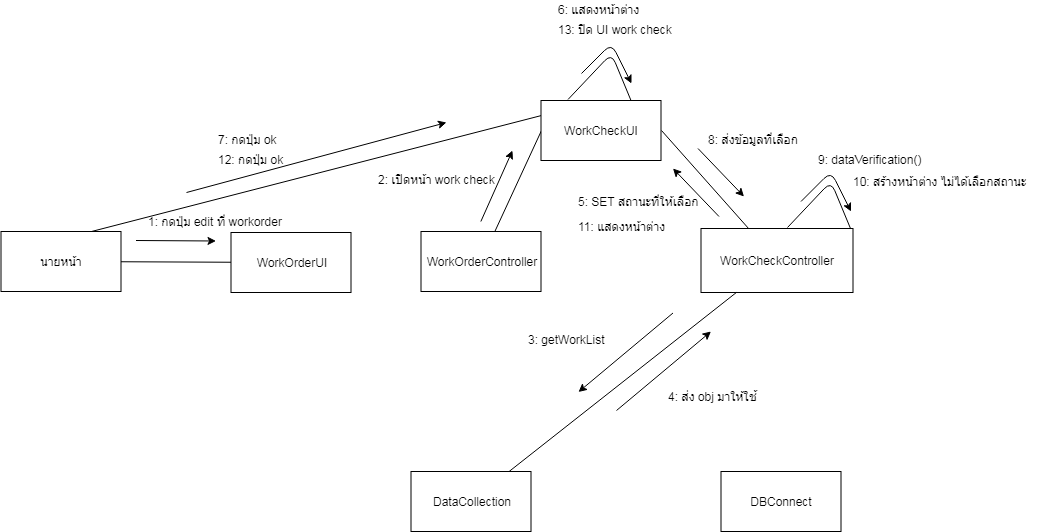 6: แสดงหน้าต่าง
13: ปิด UI work check
WorkCheckUI
7: กดปุ่ม ok
12: กดปุ่ม ok
8: ส่งข้อมูลที่เลือก
9: dataVerification()
2: เปิดหน้า work check
10: สร้างหน้าต่าง ไม่ได้เลือกสถานะ
5: SET สถานะที่ให้เลือก
1: กดปุ่ม edit ที่ workorder
11: แสดงหน้าต่าง
นายหน้า
WorkOrderUI
WorkOrderController
WorkCheckController
3: getWorkList
4: ส่ง obj มาให้ใช้
DataCollection
DBConnect